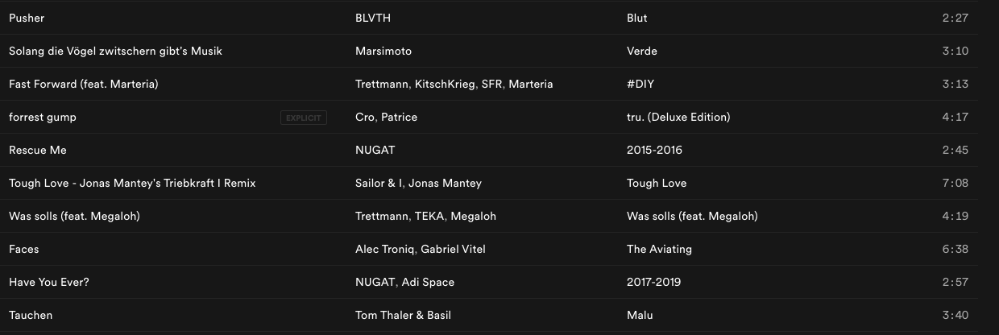 Pusher BLVTH Blut 2:27
Solang die Vögel zwitschern gibt's Musik Marsimoto Verde 3:10
Fast Forward (feat. Marteria) Trettmann, KitschKrieg, SFR, Marteria #DIY 3:13
forrest gump EXPLICIT Cro, Patrice tru. (Deluxe Edition) 4:17
Rescue Me NUGAT 2015-2016 2:45
Tough Love - Jonas Mantey's Triebkraft I Remix Sailor & I, Jonas Mantey Tough Love 7:08
Was solls (feat. Megaloh) Trettmann, TEKA, Megaloh Was solls (feat. Megaloh) 4:19
Faces Alec Troniq, Gabriel Vitel The Aviating 6:38
Have You Ever? NUGAT, Adi Space 2017-2019 2:57
Tauchen Tom Thaler & Basil Malu 3:40